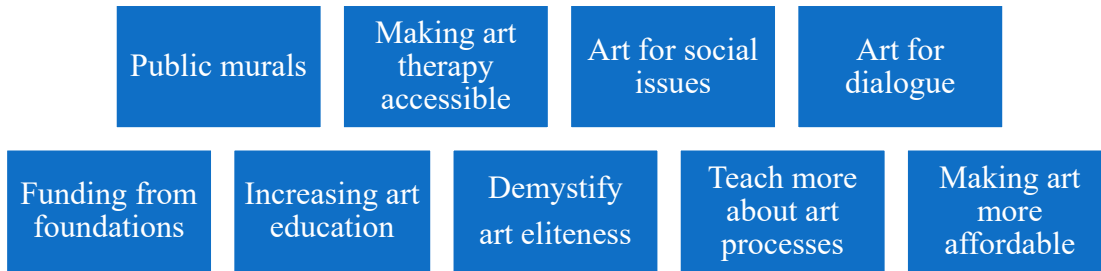 Public murals
Making art
therapy
accessible
Art for social
issues
Art for
dialogue
Funding from
foundations
Increasing art
education
Demystify
art eliteness
Teach more
about art
processes
Making art
more
affordable